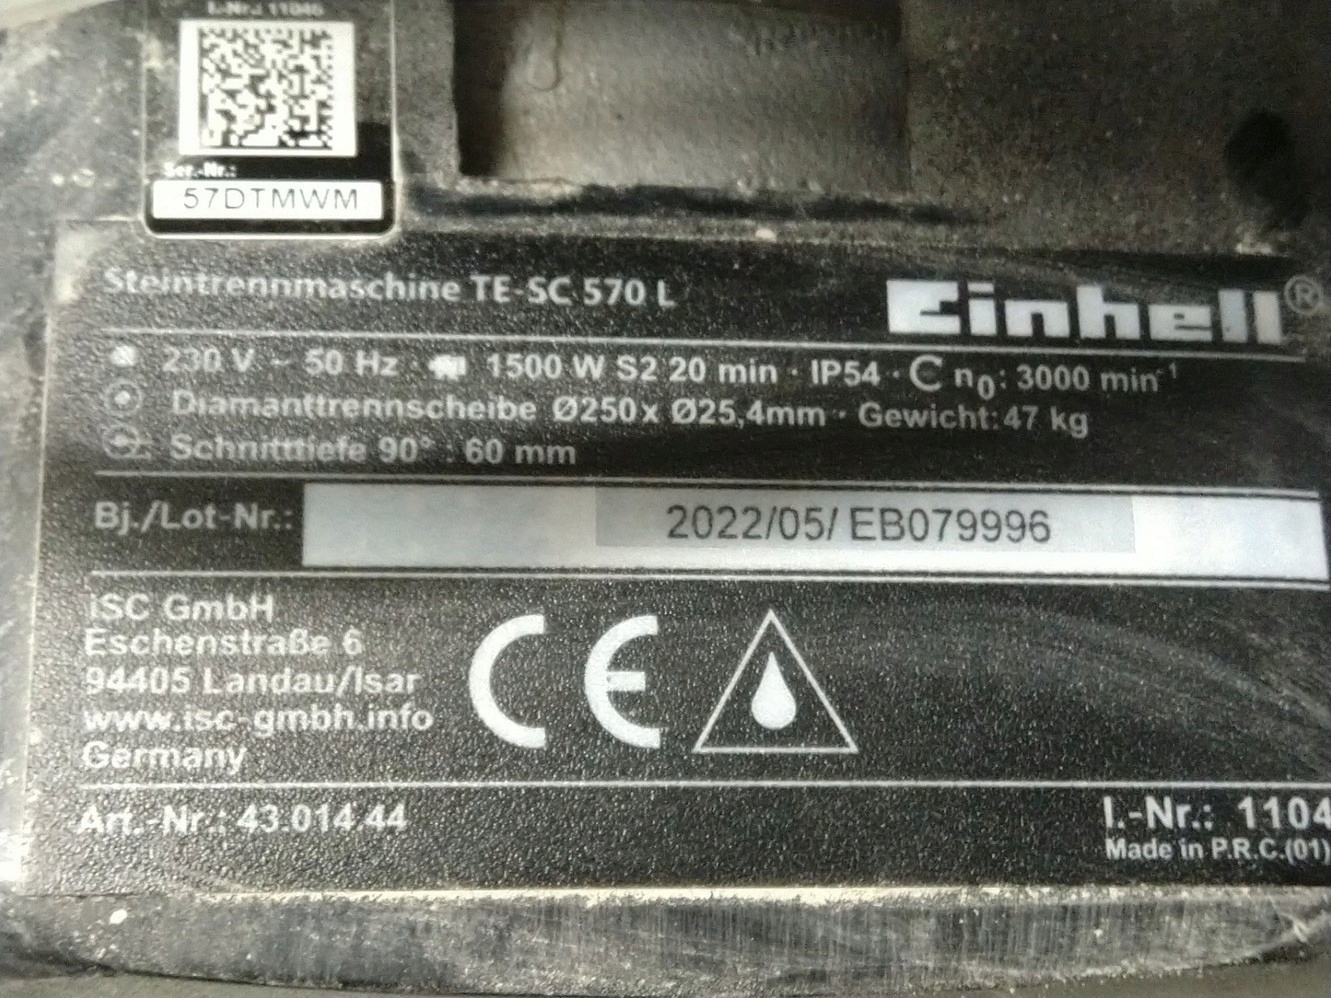 I.-Nr.: 11046
Ser.-Nr.:
57DTMWM
Steintrennmaschine TE-SC 570 L
Einhell®
230 V ~ 50 Hz · 1500 W S2 20 min · IP54 · n0: 3000 min-1
Diamanttrennscheibe Ø250x Ø25,4mm · Gewicht: 47 kg
Schnitttiefe 90° : 60 mm
Bj./Lot-Nr.: 2022/05/ EB079996
iSC GmbH
Eschenstraße 6
94405 Landau/Isar
www.isc-gmbh.info
Germany
CE
Art.-Nr.: 43.014.44
I.-Nr.: 1104
Made in P.R.C.(01)